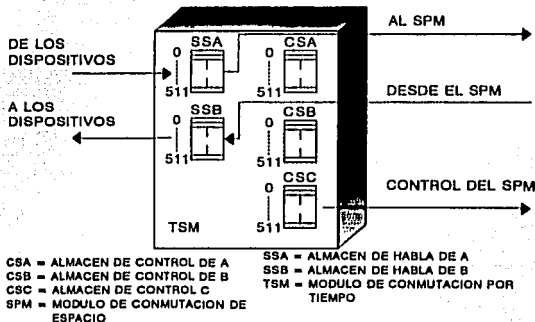 DE LOS
DISPOSITIVOS
A LOS
DISPOSITIVOS
0
511
SSA
0
511
SSB
0
511
CSA
0
511
CSB
0
511
CSC
TSM
AL SPM
DESDE EL SPM
CONTROL DEL SPM
CSA = ALMACEN DE CONTROL DE A
CSB = ALMACEN DE CONTROL DE B
CSC = ALMACEN DE CONTROL C
SPM = MODULO DE CONMUTACION DE
ESPACIO
SSA = ALMACEN DE HABLA DE A
SSB = ALMACEN DE HABLA DE B
TSM = MODULO DE CONMUTACION POR
TIEMPO